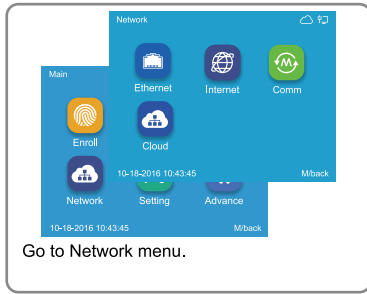 Network
Ethernet
Internet
Comm
Cloud
10-18-2016 10:43:45
M/back
Main
Enroll
Network
Setting
Advance
10-18-2016 10:43:45
M/back
Go to Network menu.